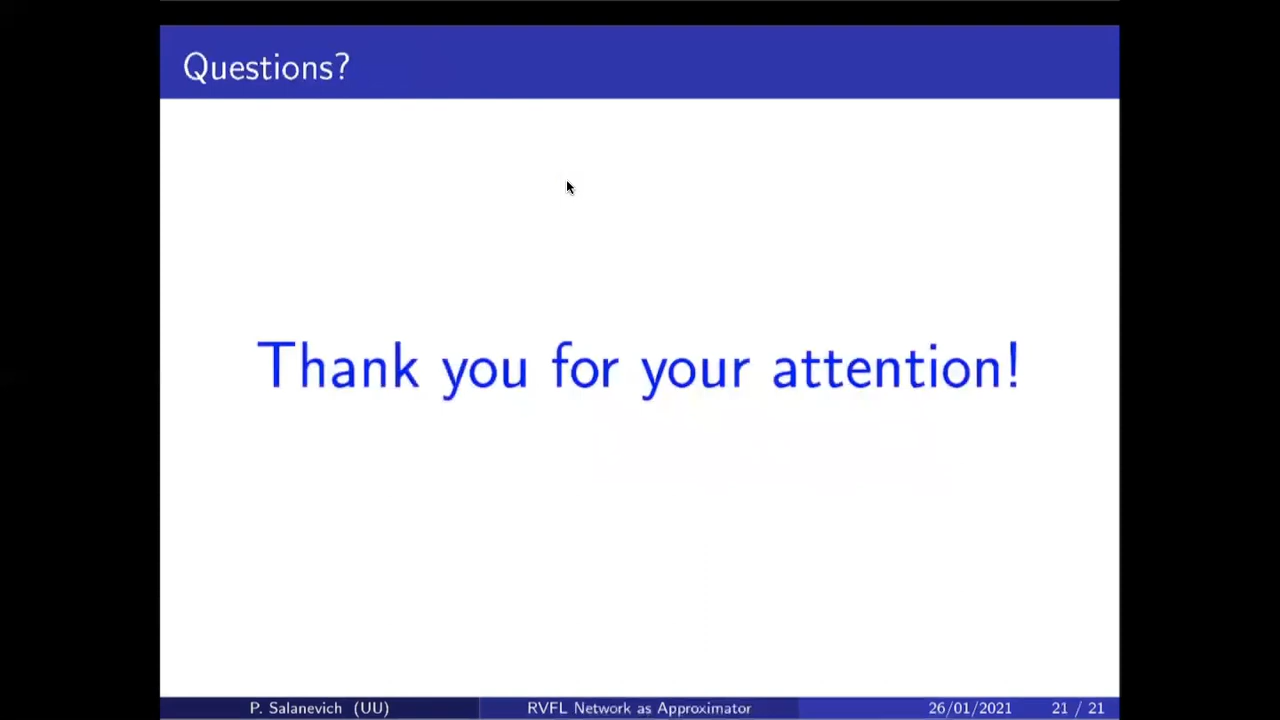 Questions?
Thank you for your attention!
P. Salanevich (UU) RVFL Network as Approximator 26/01/2021 21 / 21